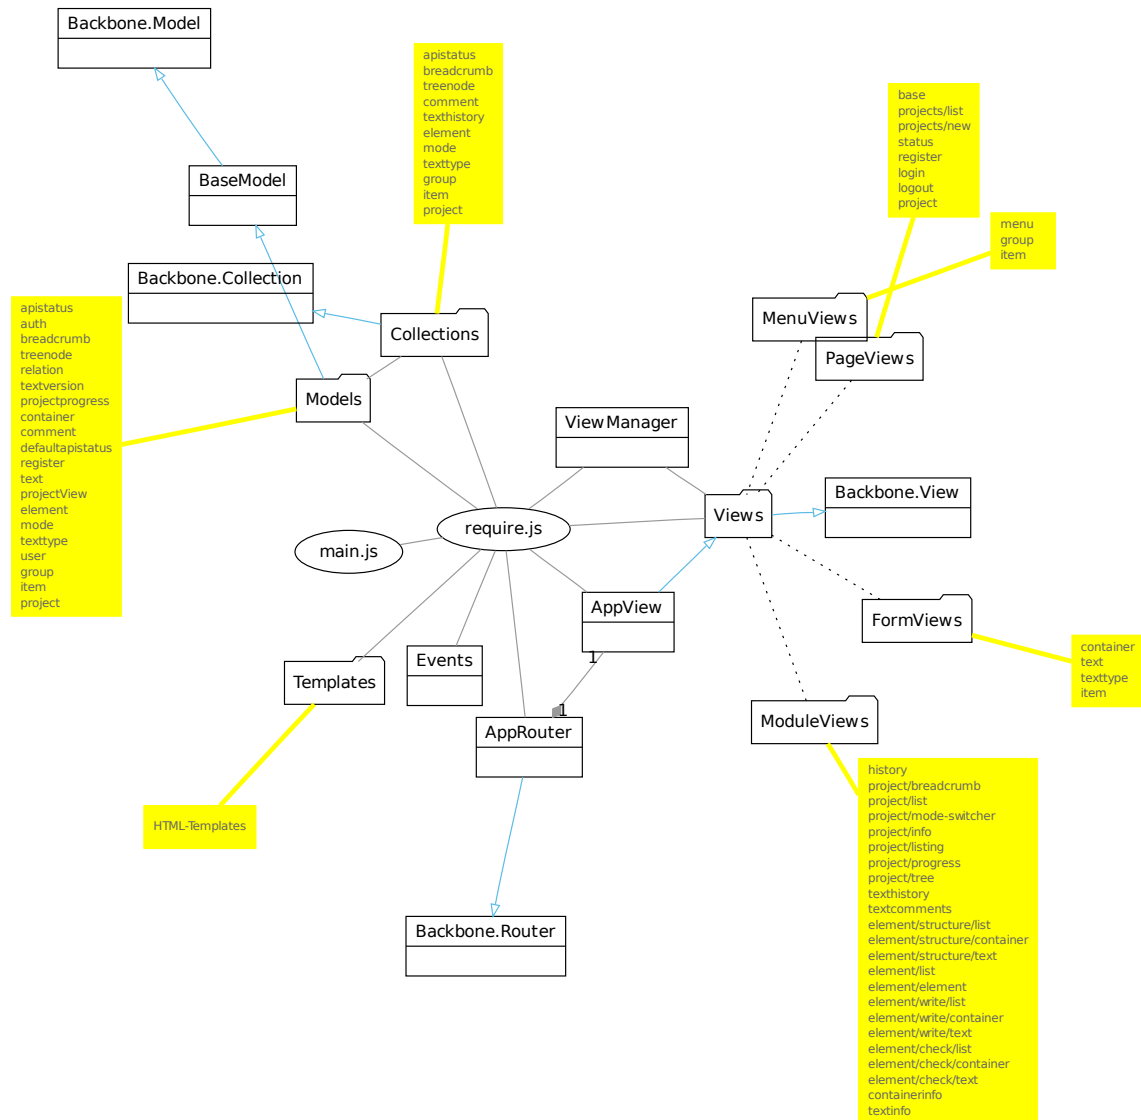 Backbone.Model
apistatus
breadcrumb
treenode
comment
texthistory
element
mode
texttype
group
item
project
base
projects/list
projects/new
status
register
login
logout
project
BaseModel
menu
group
item
Backbone.Collection
Collections
MenuViews
PageViews
apistatus
auth
breadcrumb
treenode
relation
textversion
projectprogress
container
comment
defaultapistatus
register
text
projectView
element
mode
texttype
user
group
item
project
Models
ViewManager
Views
Backbone.View
require.js
main.js
AppView
1
FormViews
container
text
texttype
item
Events
Templates
1
AppRouter
ModuleViews
HTML-Templates
history
project/breadcrumb
project/list
project/mode-switcher
project/info
project/listing
project/progress
project/tree
texthistory
textcomments
element/structure/list
element/structure/container
element/structure/text
element/list
element/element
element/write/list
element/write/container
element/write/text
element/check/list
element/check/container
element/check/text
containerinfo
textinfo
Backbone.Router